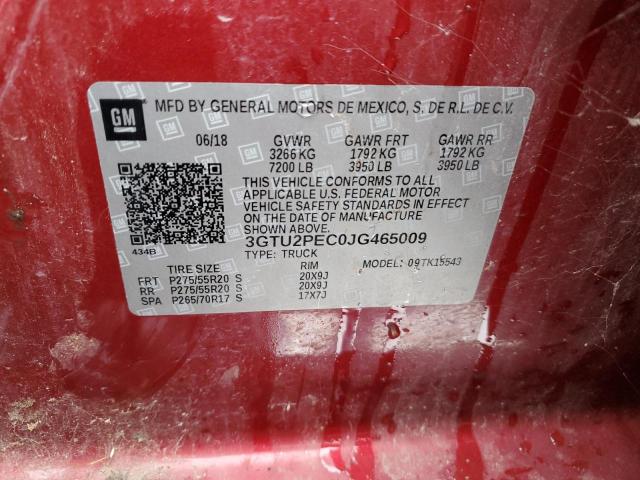 GM
MFD BY GENERAL MOTORS DE MEXICO, S. DE R.L. DE C.V.
06/18 GVWR GAWR FRT GAWR RR
3266 KG 1792 KG 1792 KG
7200 LB 3950 LB 3950 LB
THIS VEHICLE CONFORMS TO ALL
APPLICABLE U.S. FEDERAL MOTOR
VEHICLE SAFETY STANDARDS IN EFFECT
ON THE DATE OF MANUFACTURE
SHOWN ABOVE.
434B
3GTU2PEC0JG465009
TYPE: TRUCK MODEL: 09TK15543
TIRE SIZE RIM
FRT P275/55R20 S 20X9J
RR P275/55R20 S 20X9J
SPA P265/70R17 S 17X7J